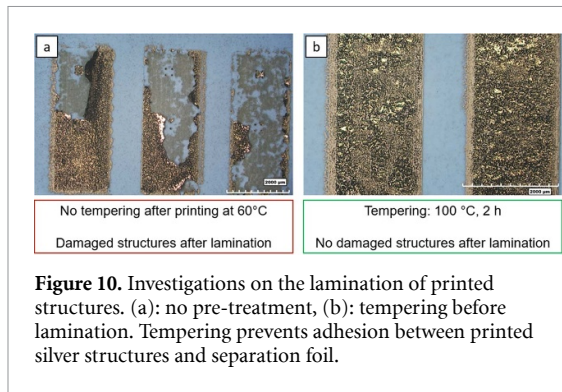 a
b
2000 µm
2000 µm
No tempering after printing at 60°C
Damaged structures after lamination
Tempering: 100 °C, 2 h
No damaged structures after lamination
Figure 10. Investigations on the lamination of printed
structures. (a): no pre-treatment, (b): tempering before
lamination. Tempering prevents adhesion between printed
silver structures and separation foil.